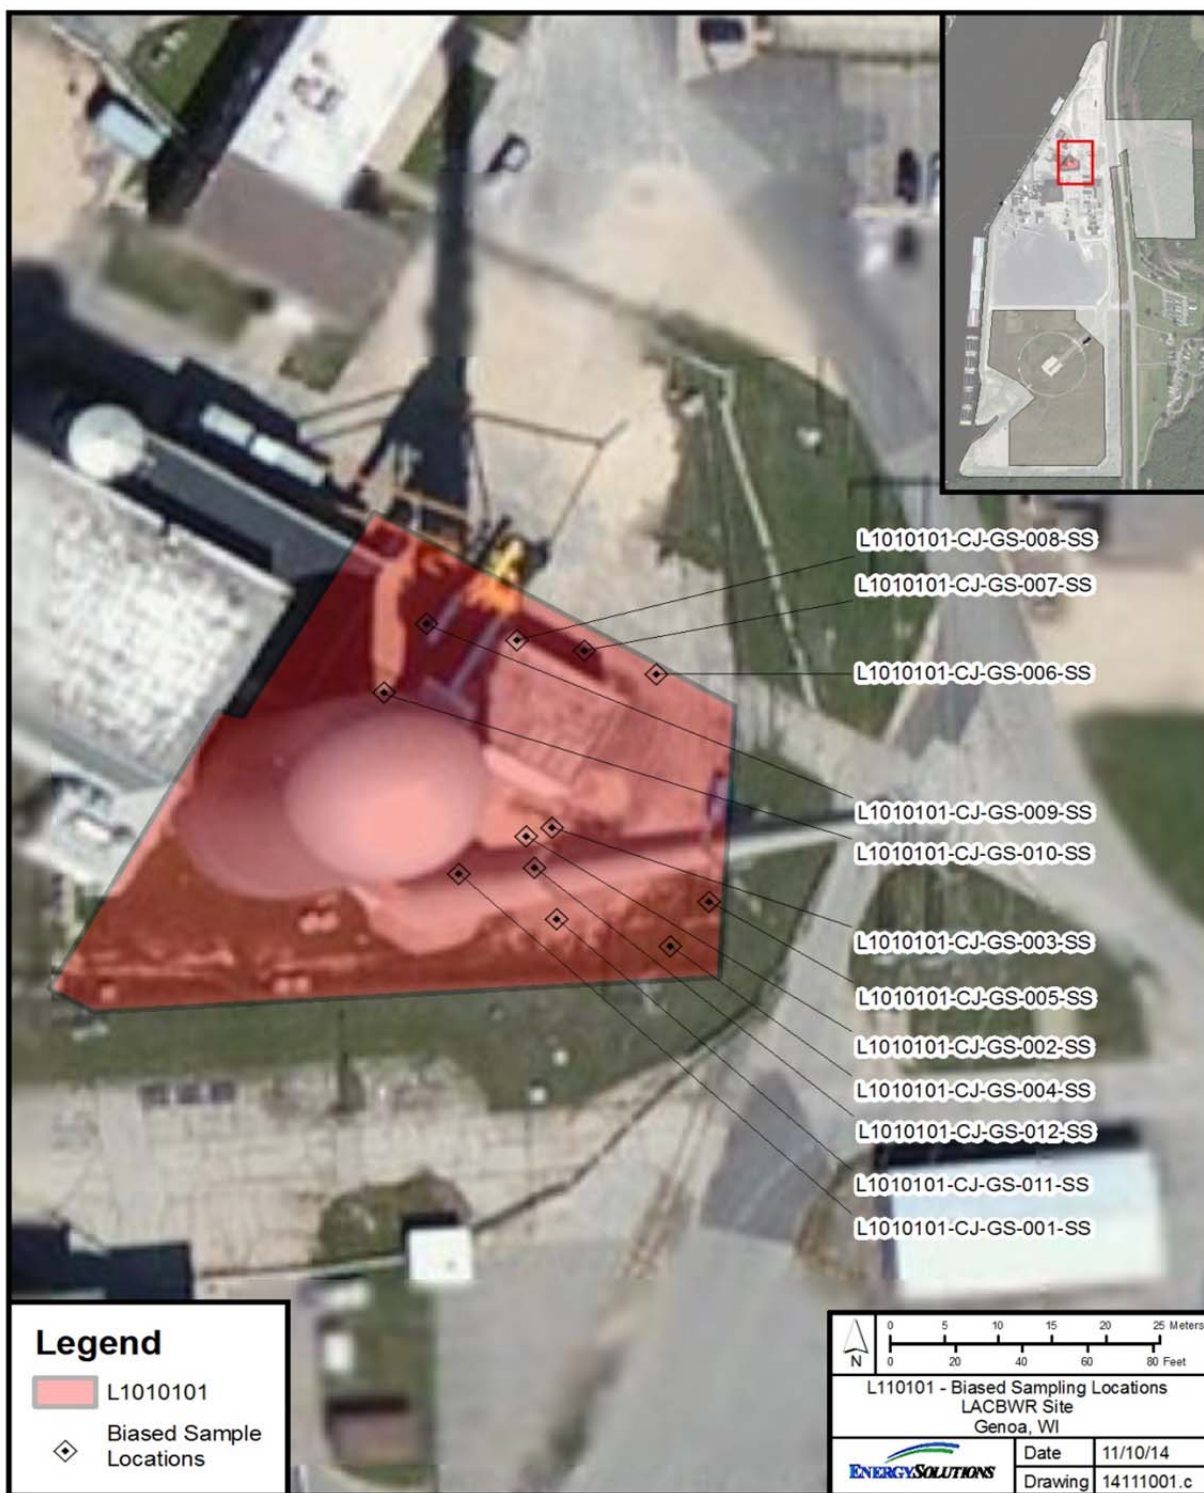 L1010101-CJ-GS-008-SS
L1010101-CJ-GS-007-SS
L1010101-CJ-GS-006-SS
L1010101-CJ-GS-009-SS
L1010101-CJ-GS-010-SS
L1010101-CJ-GS-003-SS
L1010101-CJ-GS-005-SS
L1010101-CJ-GS-002-SS
L1010101-CJ-GS-004-SS
L1010101-CJ-GS-012-SS
L1010101-CJ-GS-011-SS
L1010101-CJ-GS-001-SS
Legend
L1010101
Biased Sample
Locations
N
0 5 10 15 20 25 Meters
0 20 40 60 80 Feet
L110101 - Biased Sampling Locations
LACBWR Site
Genoa, WI
ENERGYSOLUTIONS
Date 11/10/14
Drawing 14111001.c